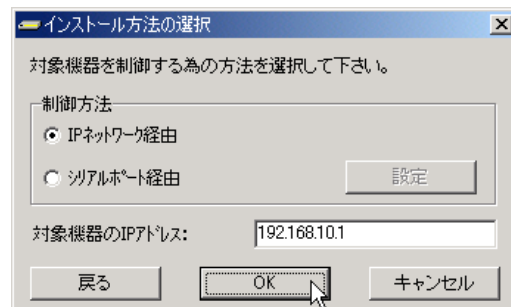 インストール方法の選択
対象機器を制御する為の方法を選択して下さい。
制御方法
IPﾈｯﾄﾜｰｸ経由
ｼﾘｱﾙﾎﾟｰﾄ経由
設定
対象機器のIPｱﾄﾞﾚｽ:
192.168.10.1
戻る
OK
キャンセル